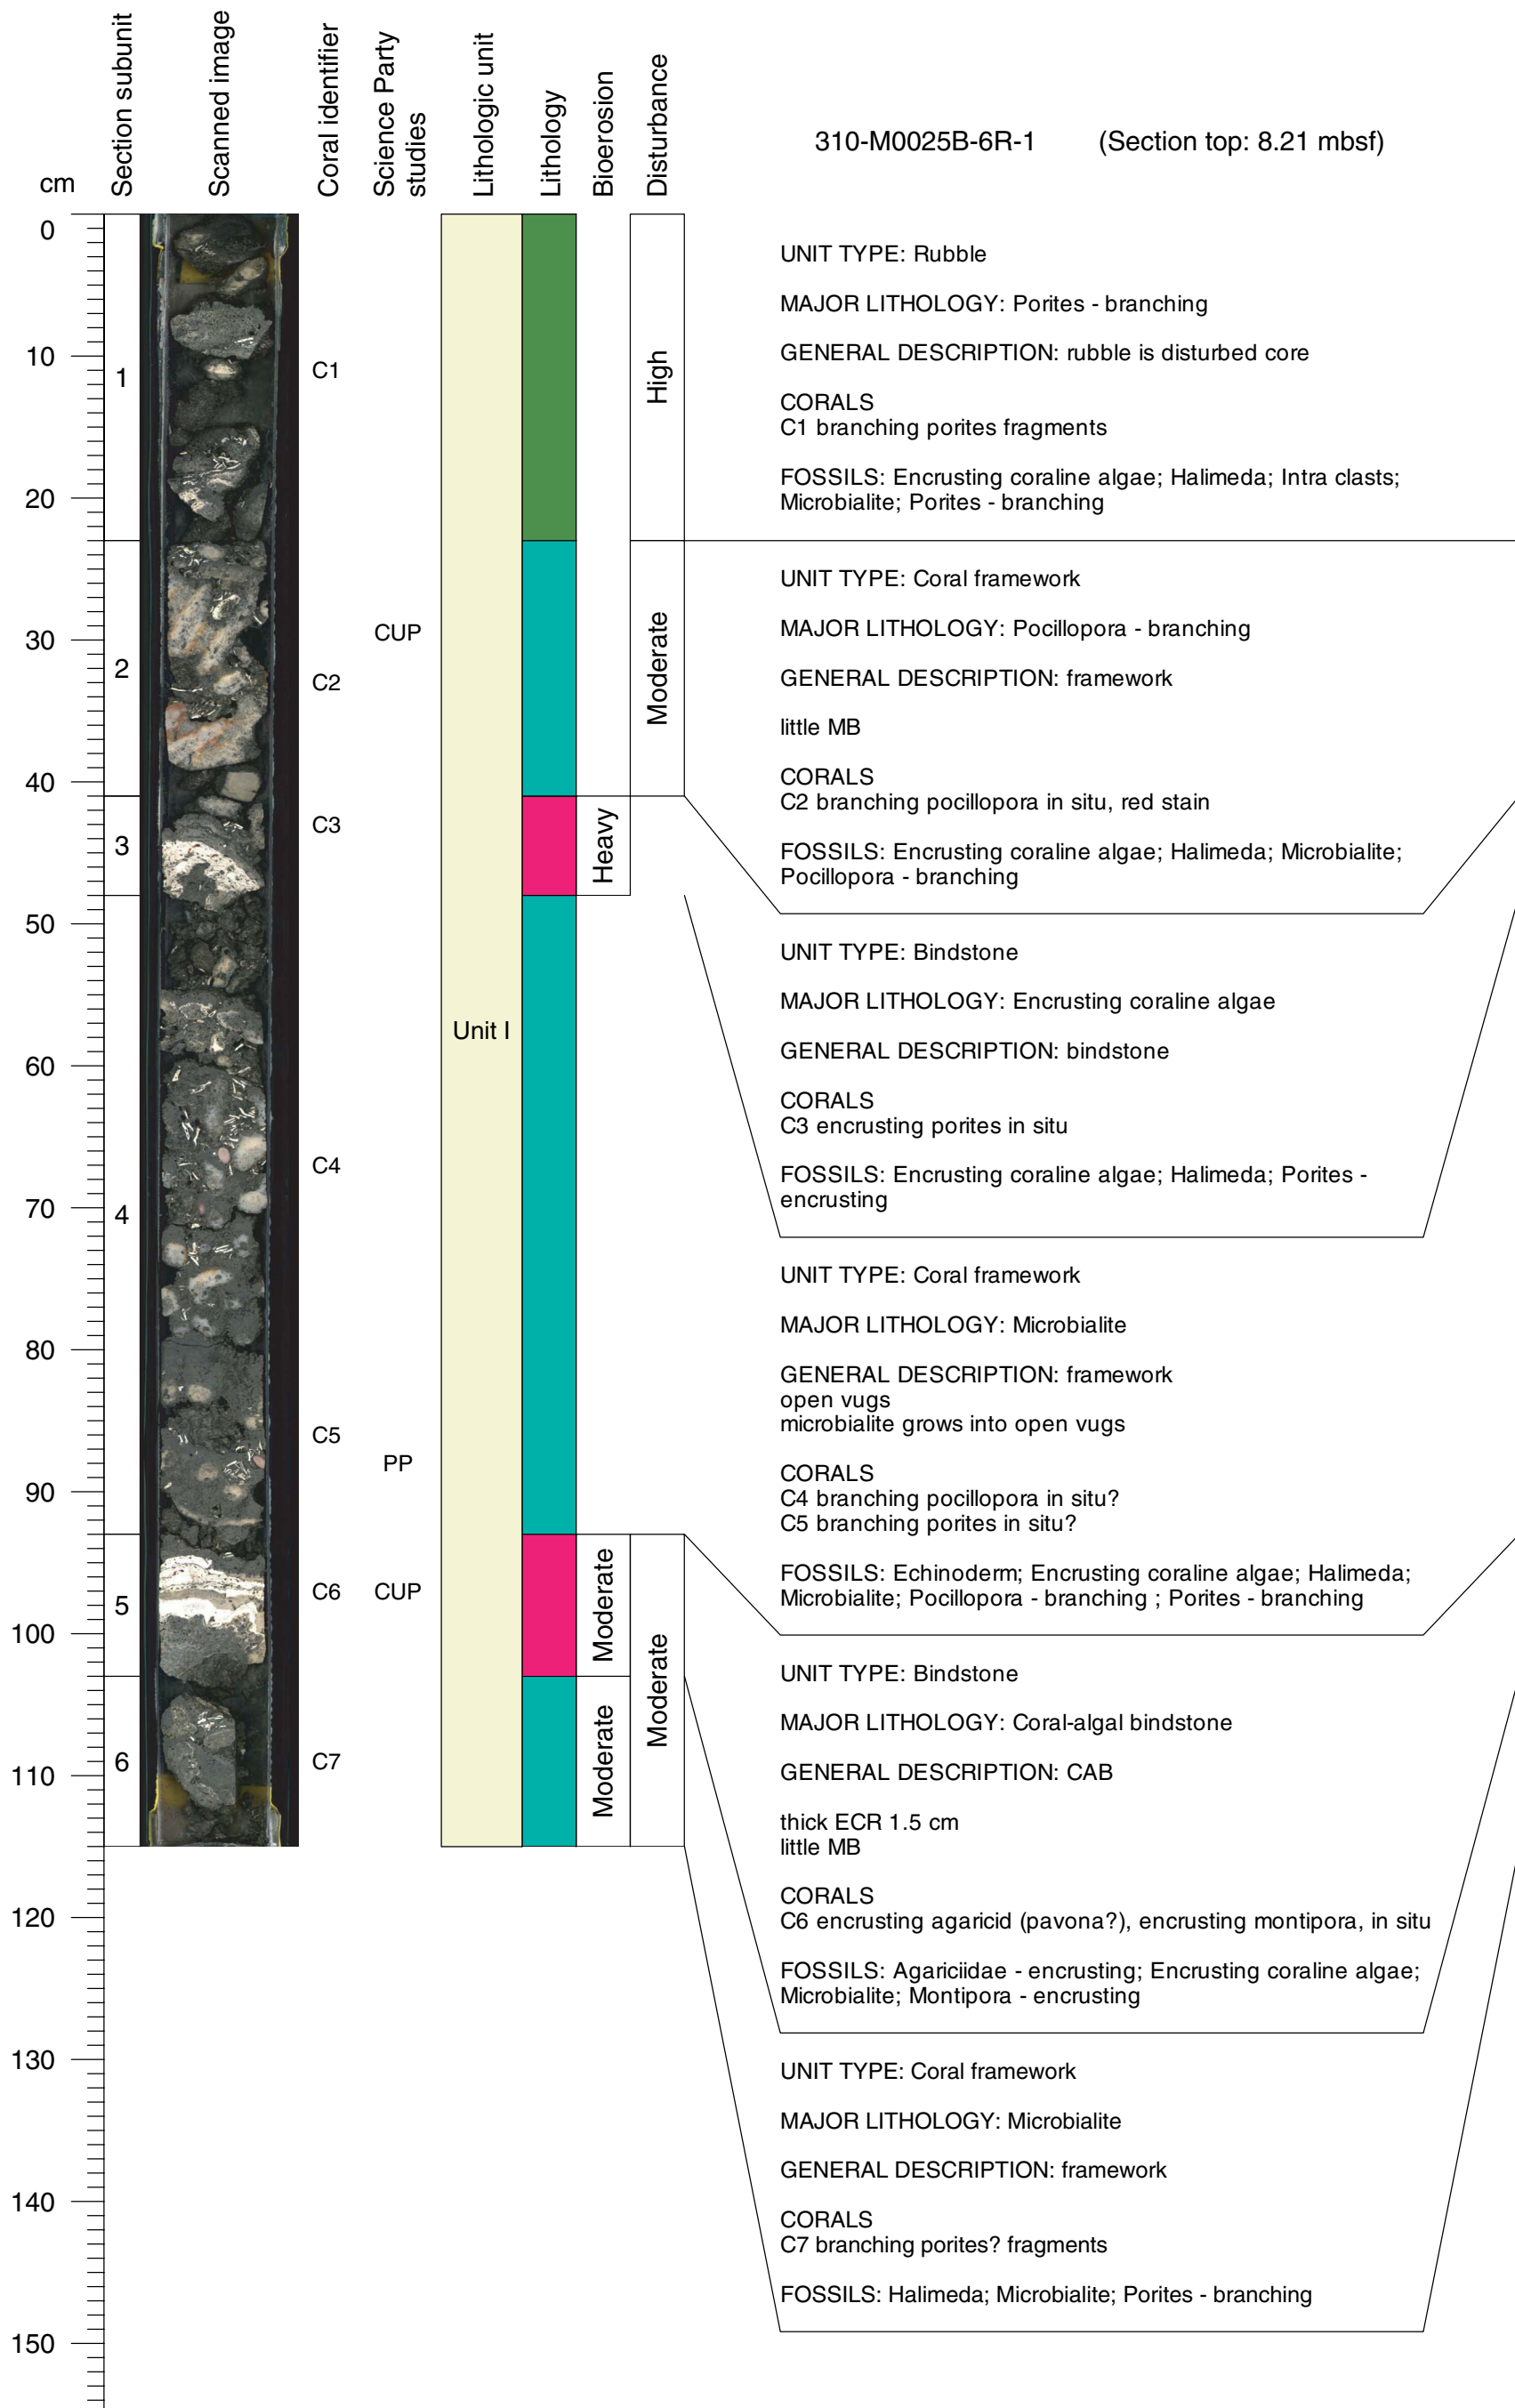 cm
Section subunit
Scanned image
Coral identifier
Science Party
studies
Lithologic unit
Lithology
Bioerosion
Disturbance
310-M0025B-6R-1 (Section top: 8.21 mbsf)
0
10
20
30
40
50
60
70
80
90
100
110
120
130
140
150
1
2
3
4
5
6
C1
C2
C3
C4
C5
C6
C7
CUP
PP
CUP
Unit I
Heavy
Moderate
Moderate
High
Moderate
Moderate
UNIT TYPE: Rubble
MAJOR LITHOLOGY: Porites - branching
GENERAL DESCRIPTION: rubble is disturbed core
CORALS
C1 branching porites fragments
FOSSILS: Encrusting coraline algae; Halimeda; Intra clasts;
Microbialite; Porites - branching
UNIT TYPE: Coral framework
MAJOR LITHOLOGY: Pocillopora - branching
GENERAL DESCRIPTION: framework
little MB
CORALS
C2 branching pocillopora in situ, red stain
FOSSILS: Encrusting coraline algae; Halimeda; Microbialite;
Pocillopora - branching
UNIT TYPE: Bindstone
MAJOR LITHOLOGY: Encrusting coraline algae
GENERAL DESCRIPTION: bindstone
CORALS
C3 encrusting porites in situ
FOSSILS: Encrusting coraline algae; Halimeda; Porites -
encrusting
UNIT TYPE: Coral framework
MAJOR LITHOLOGY: Microbialite
GENERAL DESCRIPTION: framework
open vugs
microbialite grows into open vugs
CORALS
C4 branching pocillopora in situ?
C5 branching porites in situ?
FOSSILS: Echinoderm; Encrusting coraline algae; Halimeda;
Microbialite; Pocillopora - branching ; Porites - branching
UNIT TYPE: Bindstone
MAJOR LITHOLOGY: Coral-algal bindstone
GENERAL DESCRIPTION: CAB
thick ECR 1.5 cm
little MB
CORALS
C6 encrusting agaricid (pavona?), encrusting montipora, in situ
FOSSILS: Agariciidae - encrusting; Encrusting coraline algae;
Microbialite; Montipora - encrusting
UNIT TYPE: Coral framework
MAJOR LITHOLOGY: Microbialite
GENERAL DESCRIPTION: framework
CORALS
C7 branching porites? fragments
FOSSILS: Halimeda; Microbialite; Porites - branching